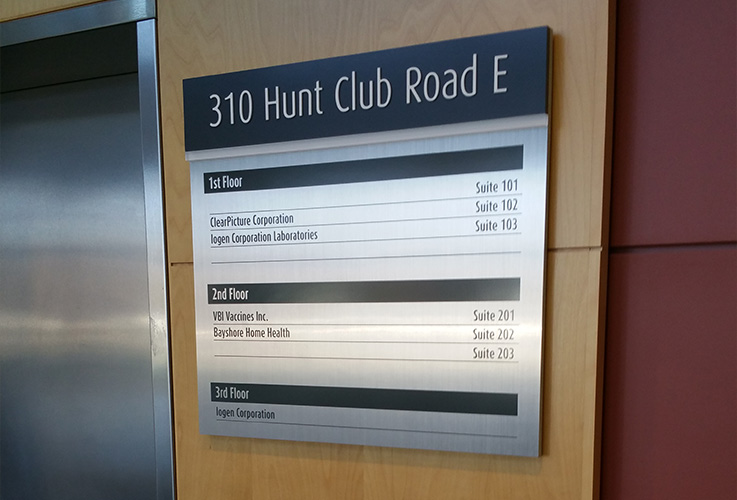 310 Hunt Club Road E
1st Floor
Suite 101
ClearPicture Corporation Suite 102
Iogen Corporation Laboratories Suite 103
2nd Floor
VBI Vaccines Inc. Suite 201
Bayshore Home Health Suite 202
Suite 203
3rd Floor
Iogen Corporation